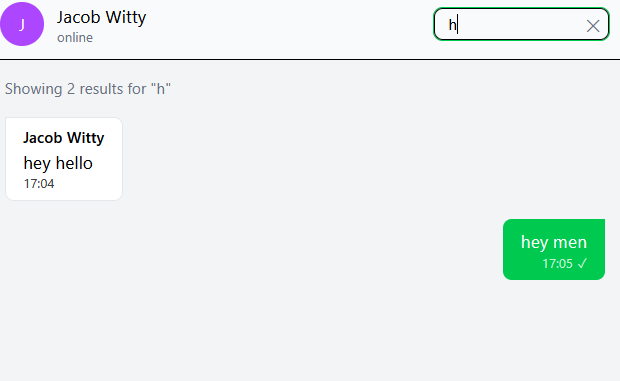 J
Jacob Witty
online
h
Showing 2 results for "h"
Jacob Witty
hey hello
17:04
hey men
17:05 ✓